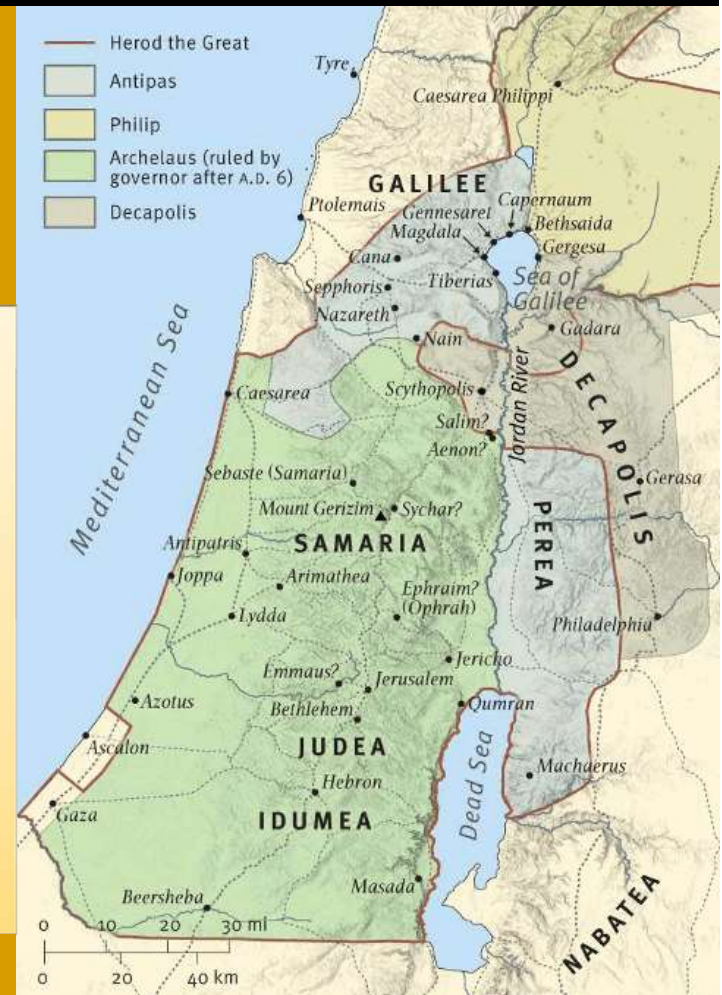 Herod the Great
Antipas
Philip
Archelaus (ruled by
governor after A.D. 6)
Decapolis
Tyre
Caesarea Philippi
GALILEE
Ptolemais
Capernaum
Gennesaret
Bethsaida
Magdala
Gergesa
Cana
Tiberias
Sea of
Galilee
Sepphoris
Nazareth
Gadara
Nain
DECAPOLIS
Jordan River
Mediterranean Sea
Caesarea
Scythopolis
Salim?
Aenon?
Sebaste (Samaria)
Gerasa
Mount Gerizim
Sychar?
PEREA
SAMARIA
Antipatris
Joppa
Arimathea
Ephraim?
(Ophrah)
Lydda
Philadelphia
Jericho
Emmaus?
Jerusalem
Azotus
Qumran
Bethlehem
Ascalon
JUDEA
Dead Sea
Machaerus
Hebron
Gaza
IDUMEA
Masada
Beersheba
NABATEA
0 10 20 30 mi
0 20 40 km